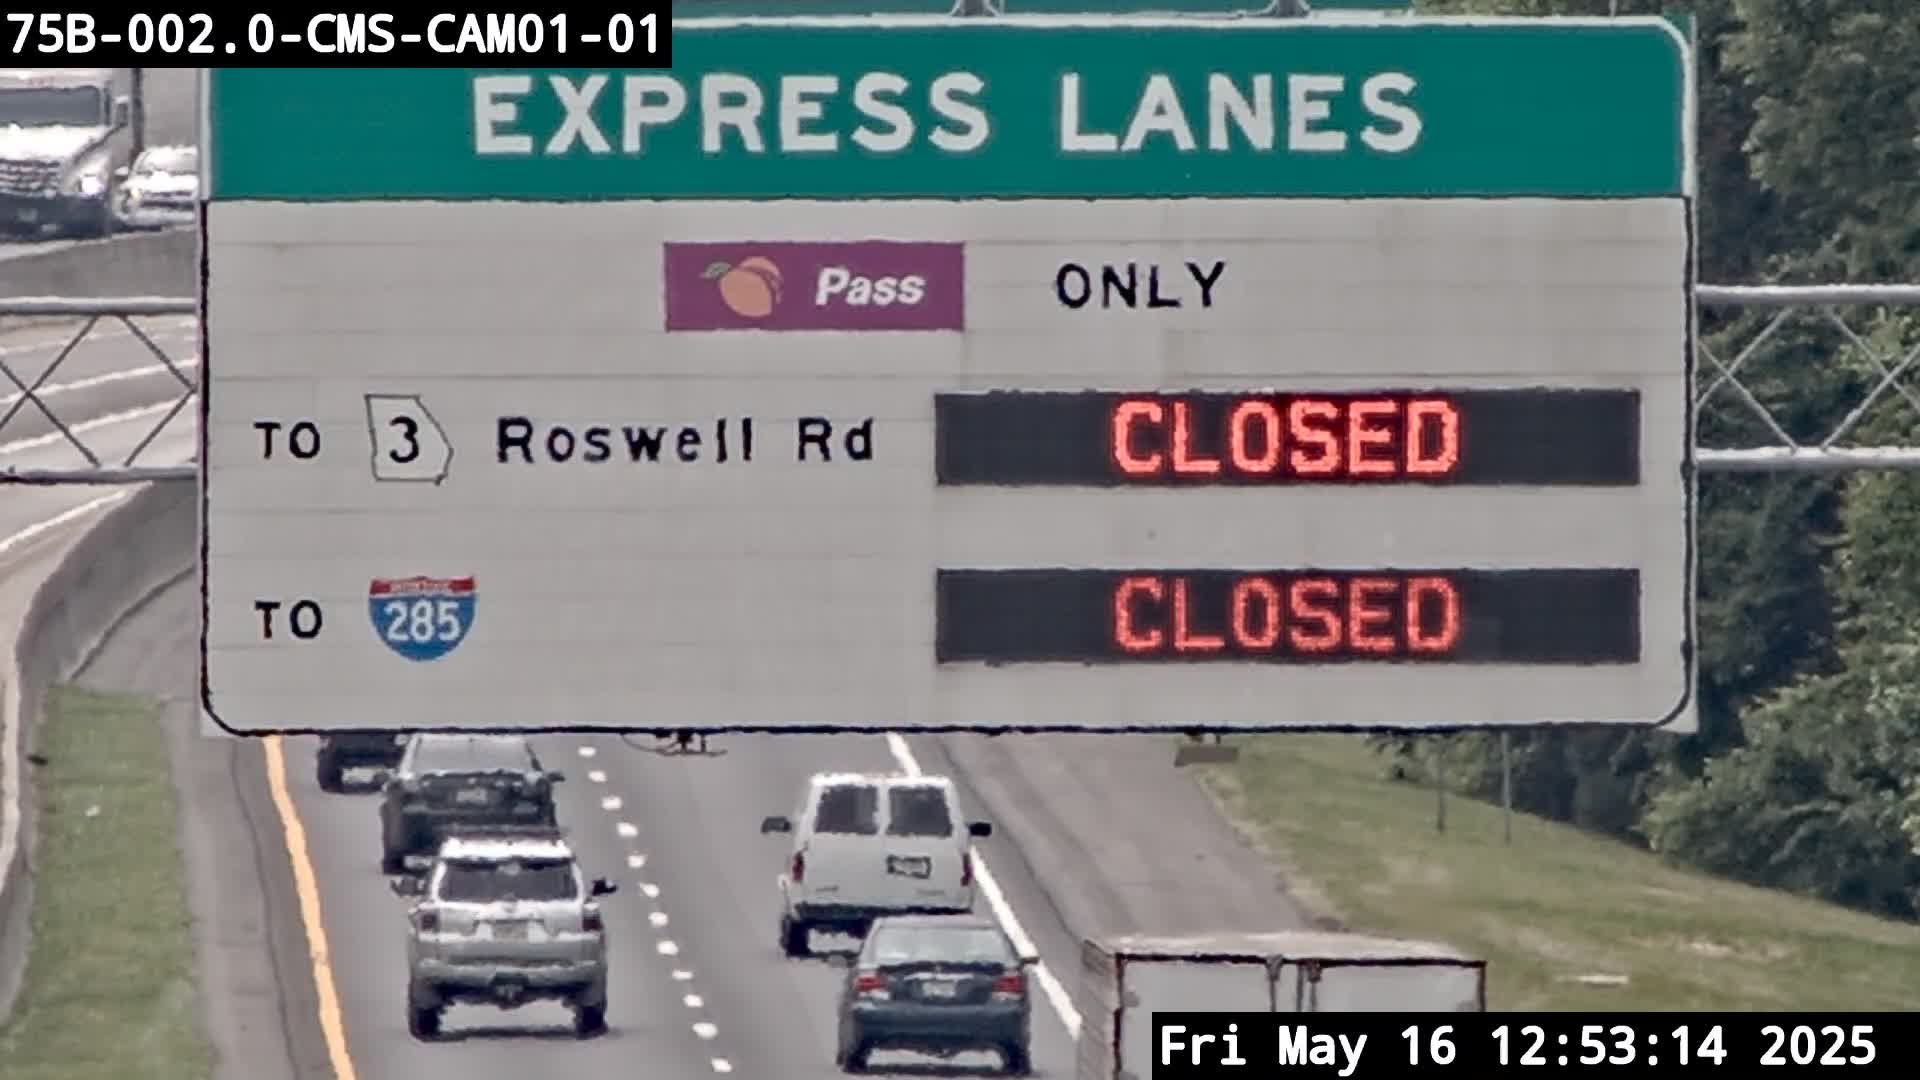 75B-002.0-CMS-CAM01-01
EXPRESS LANES
Pass ONLY
TO 3 Roswell Rd CLOSED
TO 285 CLOSED
Fri May 16 12:53:14 2025